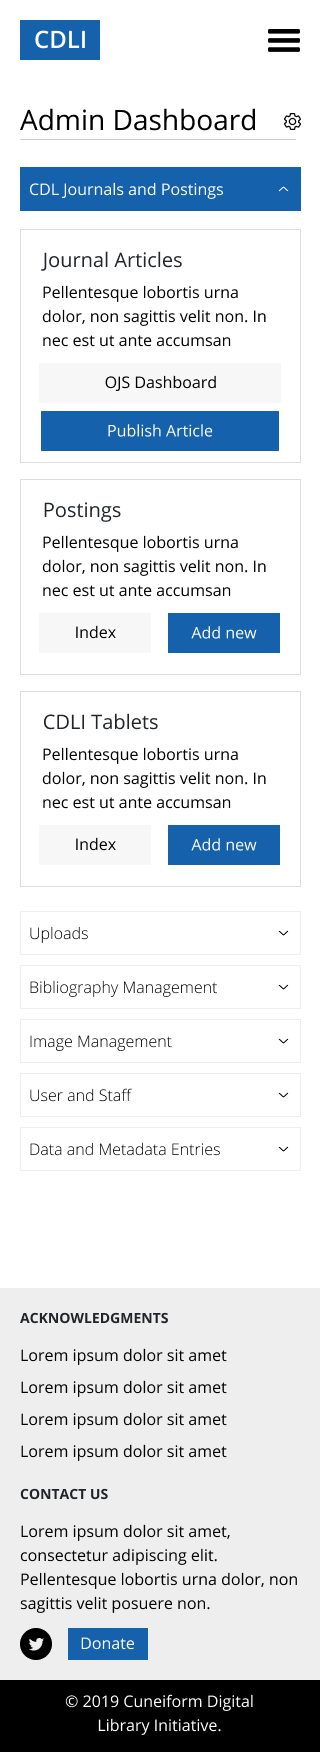 CDLI
Admin Dashboard
CDL Journals and Postings
Journal Articles
Pellentesque lobortis urna
dolor, non sagittis velit non. In
nec est ut ante accumsan
OJS Dashboard
Publish Article
Postings
Pellentesque lobortis urna
dolor, non sagittis velit non. In
nec est ut ante accumsan
Index Add new
CDLI Tablets
Pellentesque lobortis urna
dolor, non sagittis velit non. In
nec est ut ante accumsan
Index Add new
Uploads
Bibliography Management
Image Management
User and Staff
Data and Metadata Entries
ACKNOWLEDGMENTS
Lorem ipsum dolor sit amet
Lorem ipsum dolor sit amet
Lorem ipsum dolor sit amet
Lorem ipsum dolor sit amet
CONTACT US
Lorem ipsum dolor sit amet,
consectetur adipiscing elit.
Pellentesque lobortis urna dolor, non
sagittis velit posuere non.
Donate
© 2019 Cuneiform Digital
Library Initiative.